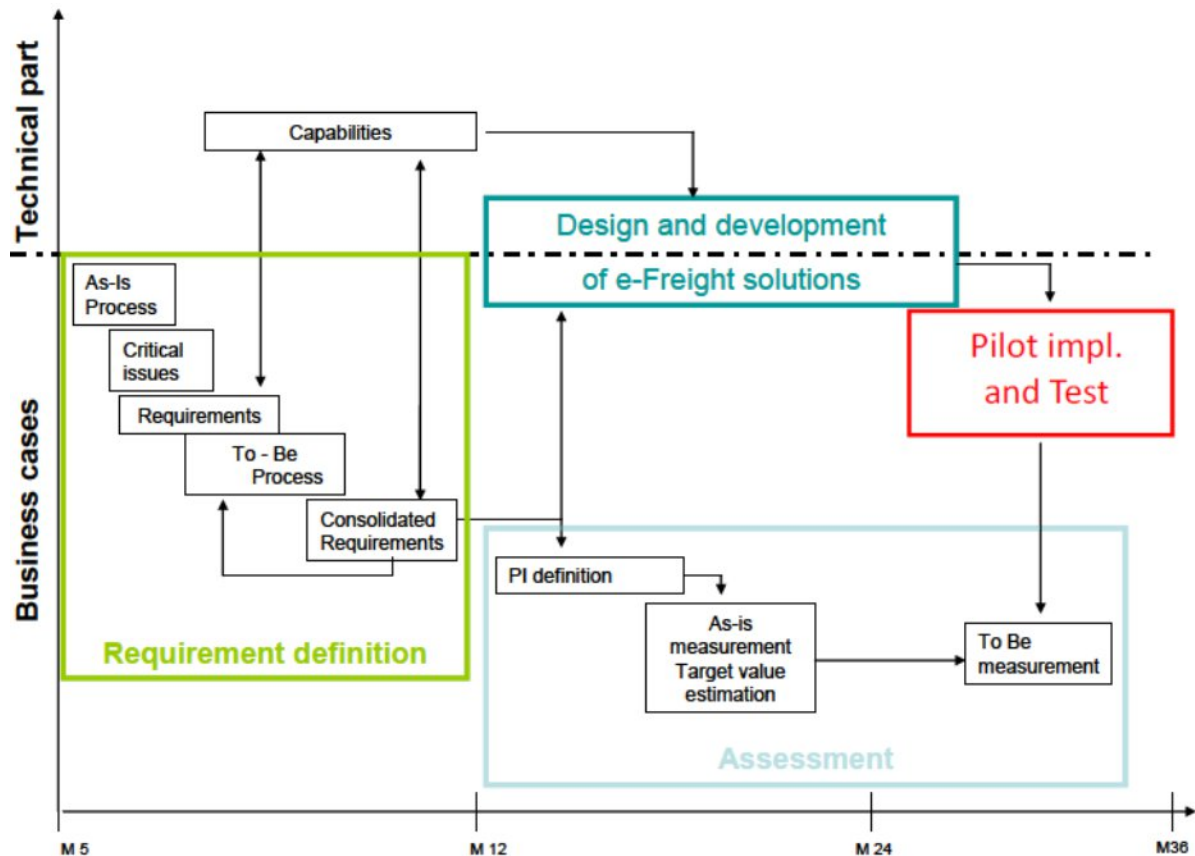 Technical part
Capabilities
Design and development
of e-Freight solutions
As-Is
Process
Critical
issues
Requirements
To - Be
Process
Consolidated
Requirements
Requirement definition
Business cases
Pilot impl.
and Test
PI definition
As-is
measurement
Target value
estimation
To Be
measurement
Assessment
M 5
M 12
M 24
M36